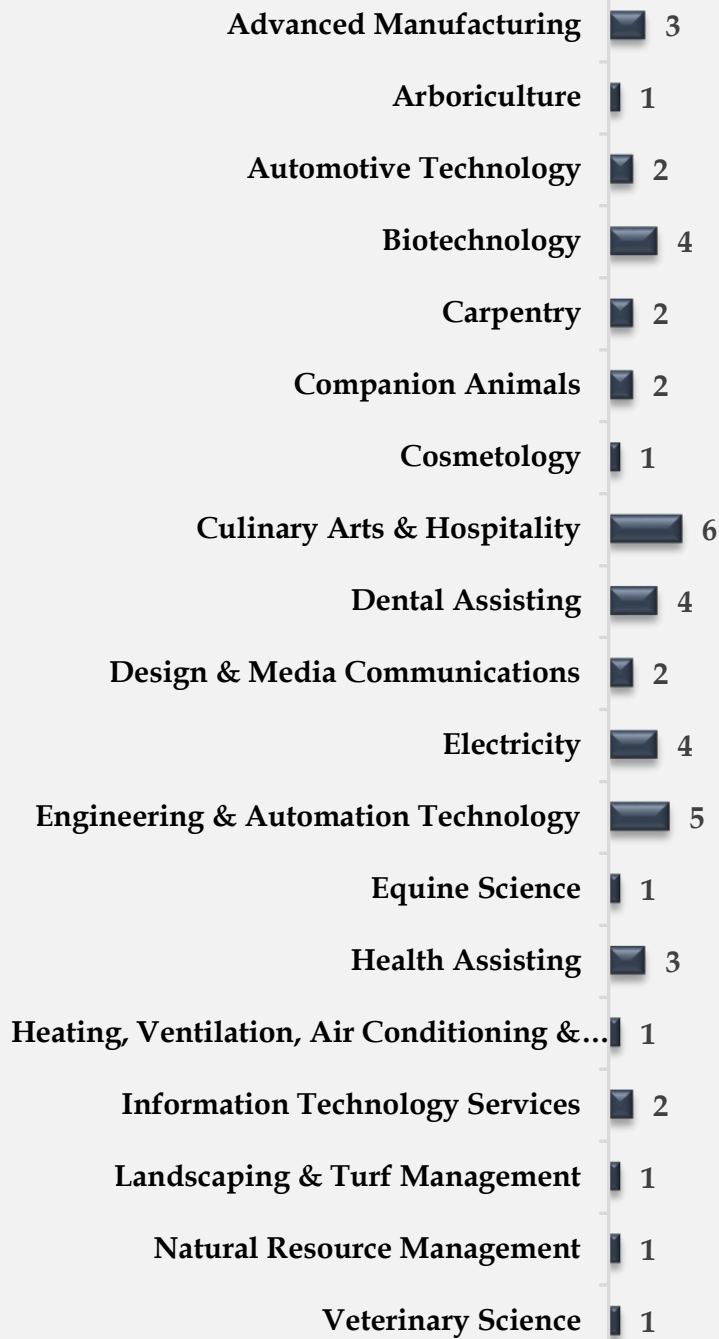 Advanced Manufacturing 3
Arboriculture 1
Automotive Technology 2
Biotechnology 4
Carpentry 2
Companion Animals 2
Cosmetology 1
Culinary Arts & Hospitality 6
Dental Assisting 4
Design & Media Communications 2
Electricity 4
Engineering & Automation Technology 5
Equine Science 1
Health Assisting 3
Heating, Ventilation, Air Conditioning &… 1
Information Technology Services 2
Landscaping & Turf Management 1
Natural Resource Management 1
Veterinary Science 1